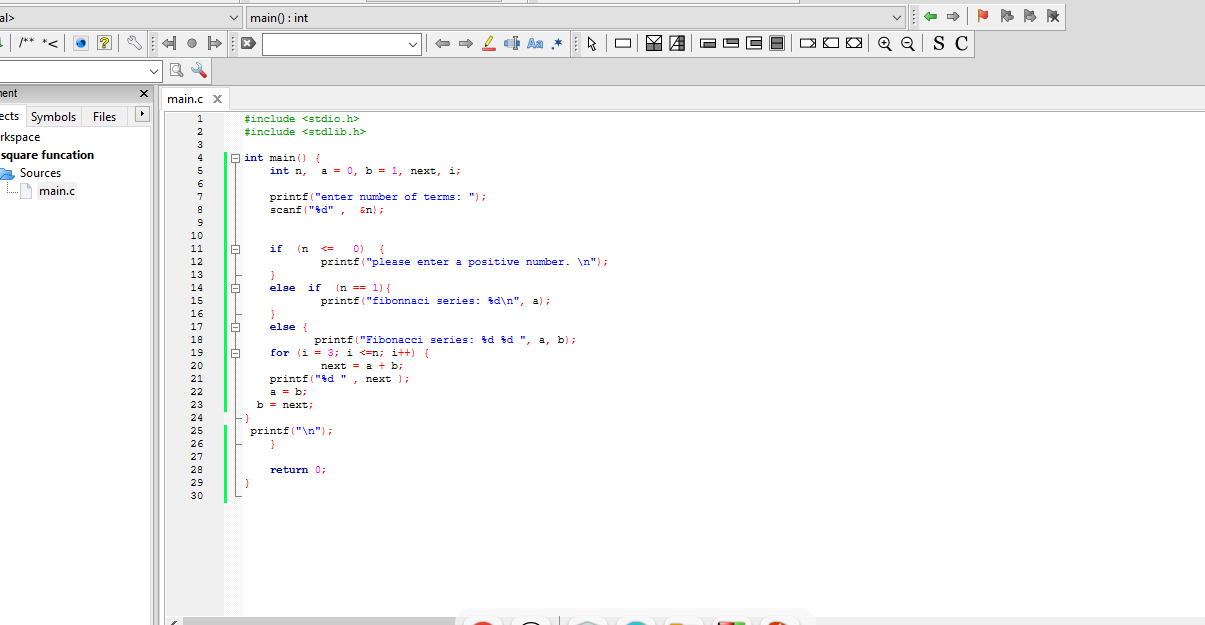 al>
main() : int
/** *<
Aa .*
S C
ent
ects Symbols Files
rkspace
square funcation
Sources
main.c
main.c
1 #include <stdio.h>
2 #include <stdlib.h>
3
4 int main() {
5 int n,  a = 0, b = 1, next, i;
6
7 printf("enter number of terms: ");
8 scanf("%d" ,  &n);
9
10
11 if  (n  <=   0)  {
12 printf("please enter a positive number. \n");
13 }
14 else  if  (n == 1){
15 printf("fibonnaci series: %d\n", a);
16 }
17 else {
18 printf("Fibonacci series: %d %d ", a, b);
19 for (i = 3; i <=n; i++) {
20 next = a + b;
21 printf("%d " , next );
22 a = b;
23 b = next;
24 }
25 printf("\n");
26 }
27
28 return 0;
29 }
30